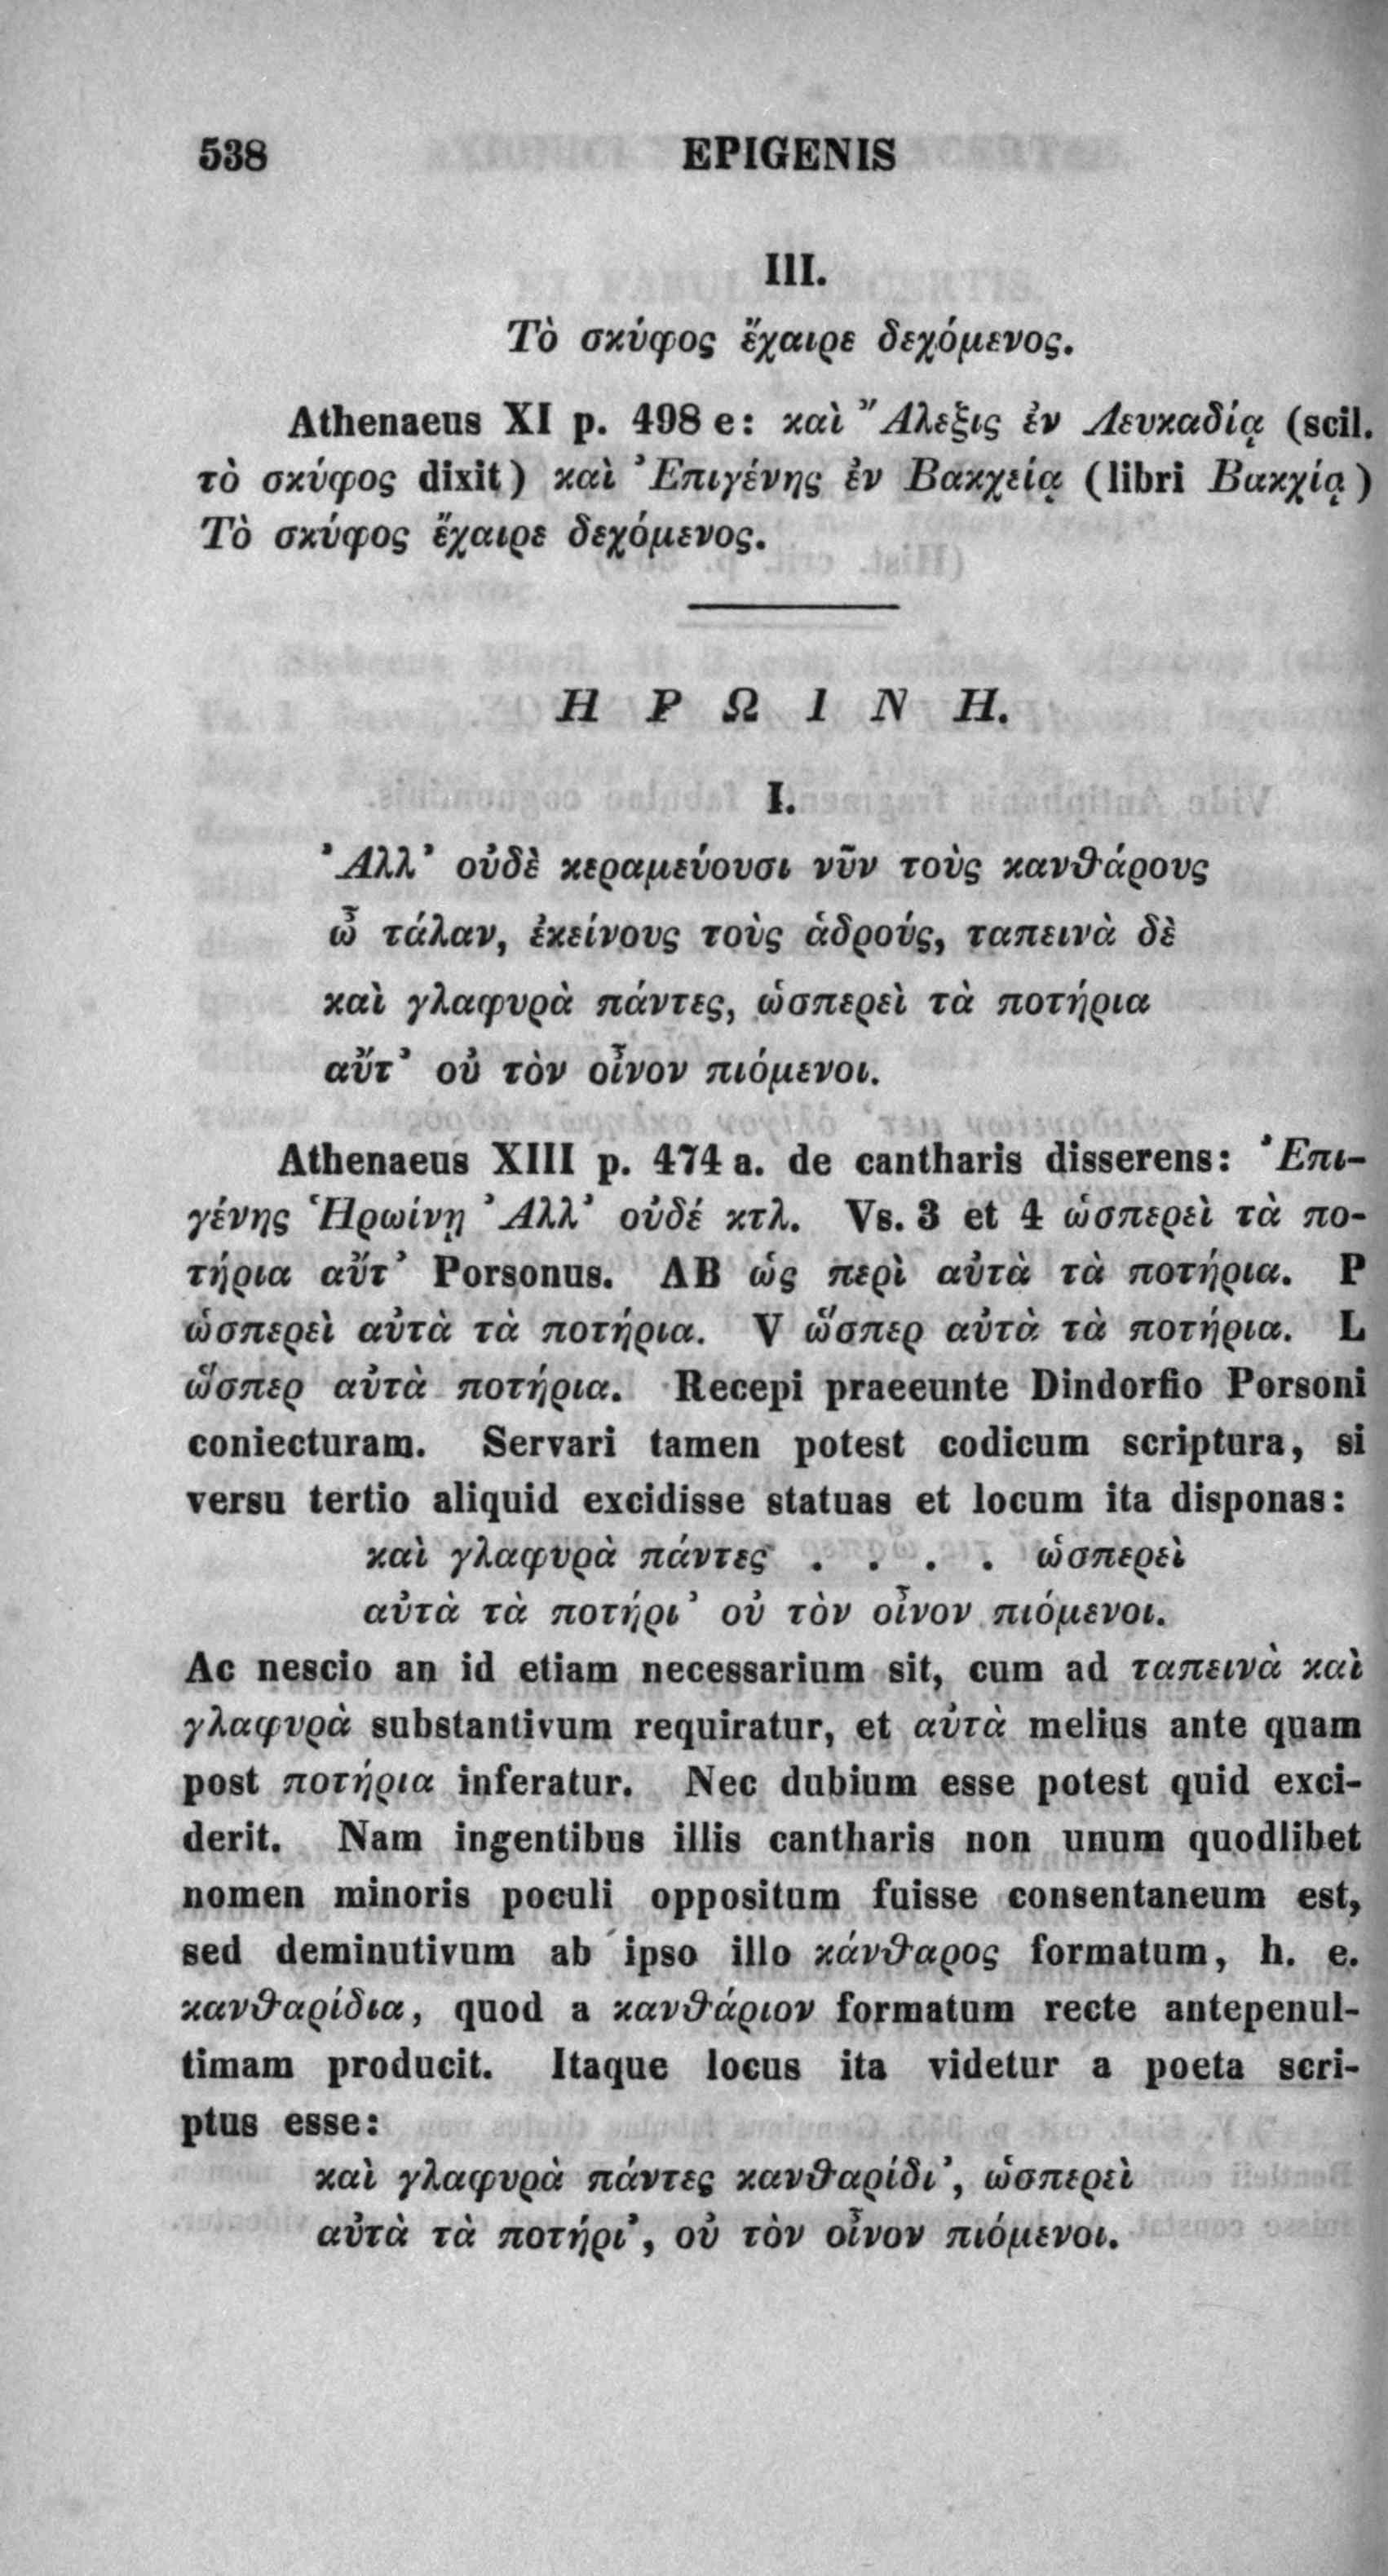 538 EPIGENIS
III.
Τὸ σκύφος ἔχαιρε δεχόμενος.
Athenaeus XI p. 498 e: καὶ Ἄλεξις ἐν Λευκαδίᾳ (scil.
τὸ σκύφος dixit) καὶ Ἐπιγένης ἐν Βακχείᾳ (libri Βακχίᾳ)
Τὸ σκύφος ἔχαιρε δεχόμενος.
Η Ρ Ω Ι Ν Η.
I.
Ἀλλ' οὐδὲ κεραμεύουσι νῦν τοὺς κανθάρους
ὦ τάλαν, ἐκείνους τοὺς ἁδρούς, ταπεινὰ δὲ
καὶ γλαφυρὰ πάντες, ὡσπερεὶ τὰ ποτήρια
αὔτ' οὐ τὸν οἶνον πιόμενοι.
Athenaeus XIII p. 474 a. de cantharis disserens: Ἐπι-
γένης Ἡρωίνῃ Ἀλλ' οὐδέ κτλ. Vs. 3 et 4 ὡσπερεὶ τὰ πο-
τήρια αὔτ' Porsonus. AB ὡς περὶ αὐτὰ τὰ ποτήρια. P
ὡσπερεὶ αὐτὰ τὰ ποτήρια. V ὥσπερ αὐτὰ τὰ ποτήρια. L
ὥσπερ αὐτὰ ποτήρια. Recepi praeeunte Dindorfio Porsoni
coniecturam. Servari tamen potest codicum scriptura, si
versu tertio aliquid excidisse statuas et locum ita disponas:
καὶ γλαφυρὰ πάντες . . . . ὡσπερεὶ
αὐτὰ τὰ ποτήρι' οὐ τὸν οἶνον πιόμενοι.
Ac nescio an id etiam necessarium sit, cum ad ταπεινὰ καὶ
γλαφυρὰ substantivum requiratur, et αὐτὰ melius ante quam
post ποτήρια inferatur. Nec dubium esse potest quid exci-
derit. Nam ingentibus illis cantharis non unum quodlibet
nomen minoris poculi oppositum fuisse consentaneum est,
sed deminutivum ab ipso illo κάνθαρος formatum, h. e.
κανθαρίδια, quod a κανθάριον formatum recte antepenul-
timam producit. Itaque locus ita videtur a poeta scri-
ptus esse:
καὶ γλαφυρὰ πάντες κανθαρίδι', ὡσπερεὶ
αὐτὰ τὰ ποτήρι', οὐ τὸν οἶνον πιόμενοι.